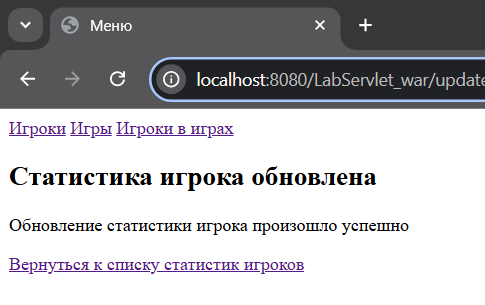 Меню
localhost:8080/LabServlet_war/update
Игроки Игры Игроки в играх
Статистика игрока обновлена
Обновление статистики игрока произошло успешно
Вернуться к списку статистик игроков